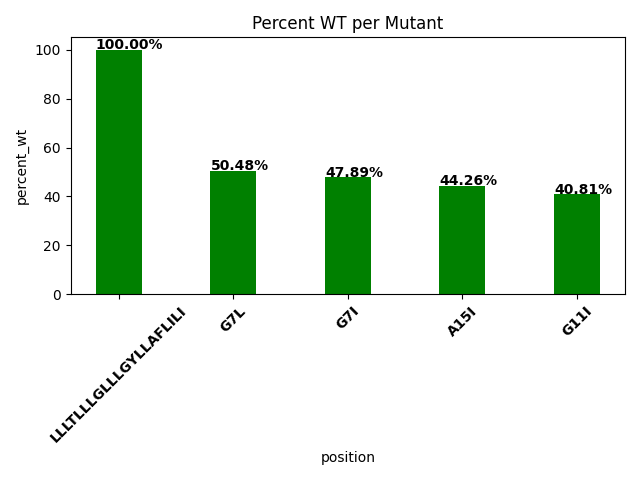 Percent WT per Mutant
percent_wt
100
80
60
40
20
0
100.00%
50.48%
47.89%
44.26%
40.81%
LLLTLLLGLLLGYLLAFLILI
G7L
G7I
A15I
G11I
position